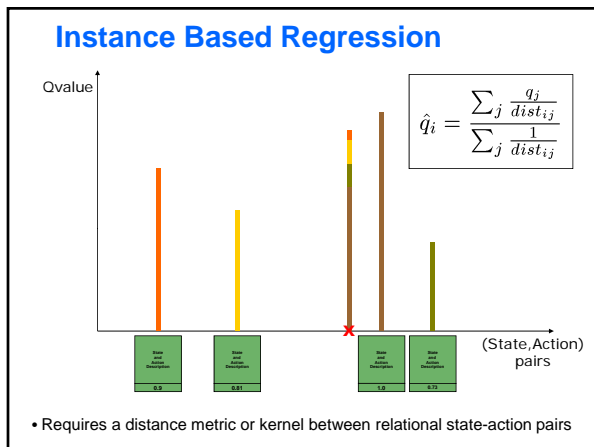 Instance Based Regression
Qvalue
\hat{q}_i = \frac{\sum_j \frac{q_j}{dist_{ij}}}{\sum_j \frac{1}{dist_{ij}}}
x
(State,Action)
pairs
State
and
Action
Description
0.9
State
and
Action
Description
0.81
State
and
Action
Description
1.0
State
and
Action
Description
0.73
• Requires a distance metric or kernel between relational state-action pairs